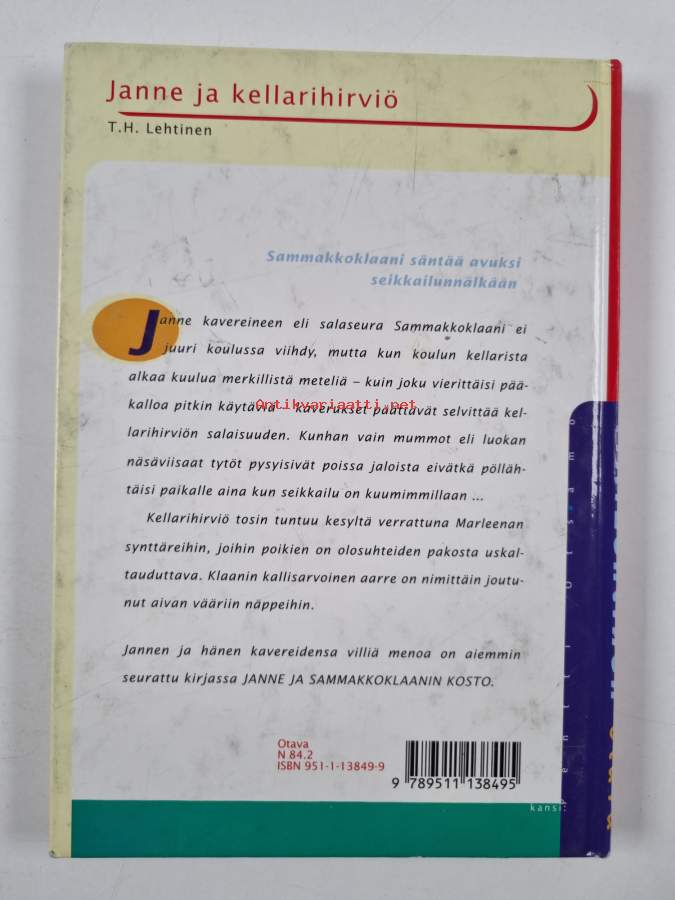 Janne ja kellarihirviö
T.H. Lehtinen
Sammakkoklaani säntää avuksi
seikkailunnälkään
Janne kavereineen eli salaseura Sammakkoklaani ei
juuri koulussa viihdy, mutta kun koulun kellarista
alkaa kuulua merkillistä meteliä – kuin joku vierittäisi pää-
kalloa pitkin käytäviä – kaverukset päättävät selvittää kel-
Antikvariaatti.net
larihirviön salaisuuden. Kunhan vain mummot eli luokan
näsäviisaat tytöt pysyisivät poissa jaloista eivätkä pölläh-
täisi paikalle aina kun seikkailu on kuumimmillaan ...
Kellarihirviö tosin tuntuu kesyltä verrattuna Marleenan
synttäreihin, joihin poikien on olosuhteiden pakosta uskal-
tauduttava. Klaanin kallisarvoinen aarre on nimittäin joutu-
nut aivan vääriin näppeihin.
Jannen ja hänen kavereidensa villiä menoa on aiemmin
seurattu kirjassa JANNE JA SAMMAKKOKLAANIN KOSTO.
Otava
N 84.2
ISBN 951-1-13849-9
9 789511 138495
kansi: Pentti Otsamo